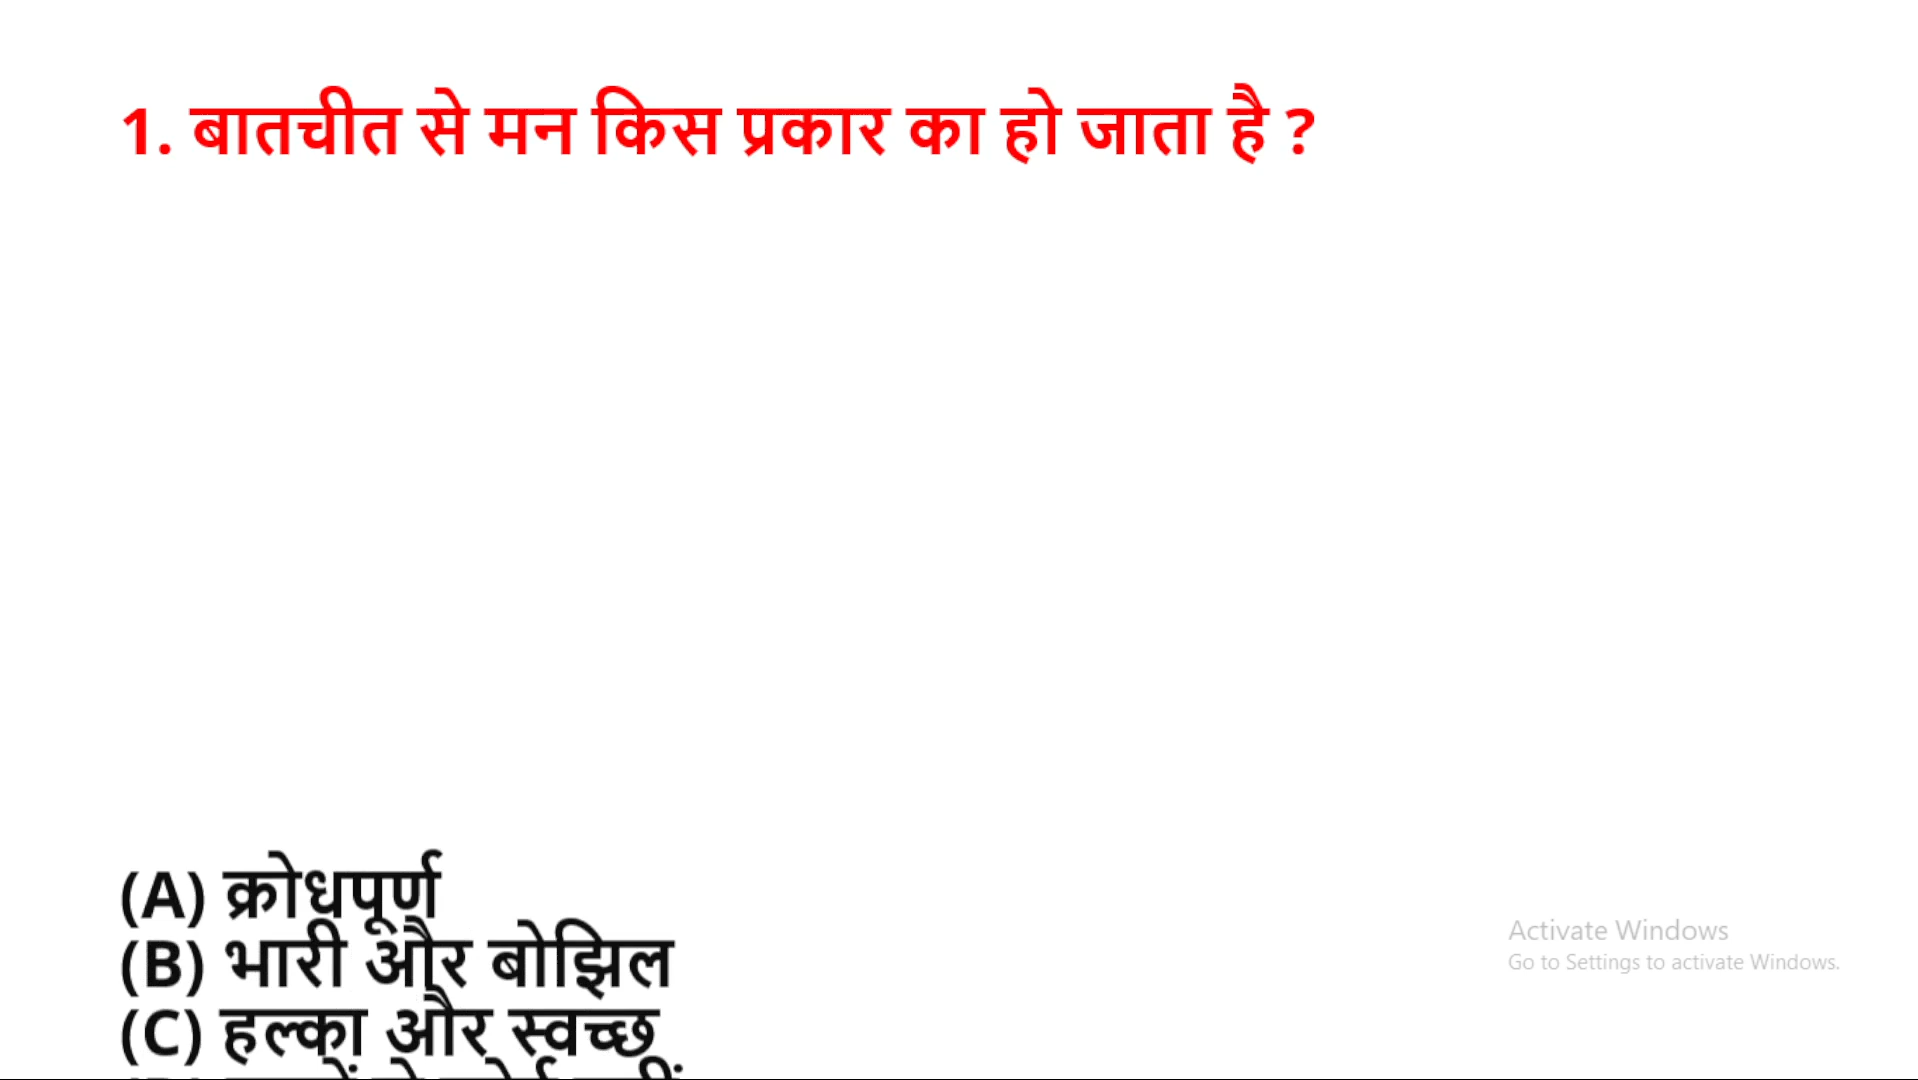 1. बातचीत से मन किस प्रकार का हो जाता है ?
(A) क्रोधपूर्ण
(B) भारी और बोझिल
(C) हल्का और स्वच्छ
Activate Windows
Go to Settings to activate Windows.